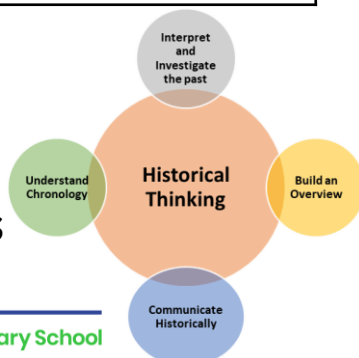 Interpret
and
Investigate
the past
Understand
Chronology
Historical
Thinking
Build an
Overview
Communicate
Historically
ary School